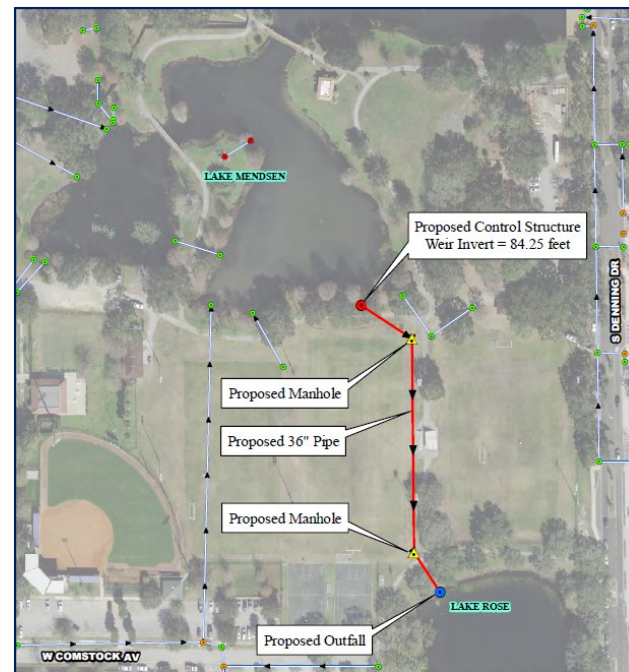 LAKE MENDSEN
Proposed Control Structure
Weir Invert = 84.25 feet
S DENNING DR
Proposed Manhole
Proposed 36" Pipe
Proposed Manhole
LAKE ROSE
Proposed Outfall
W COMSTOCK AV